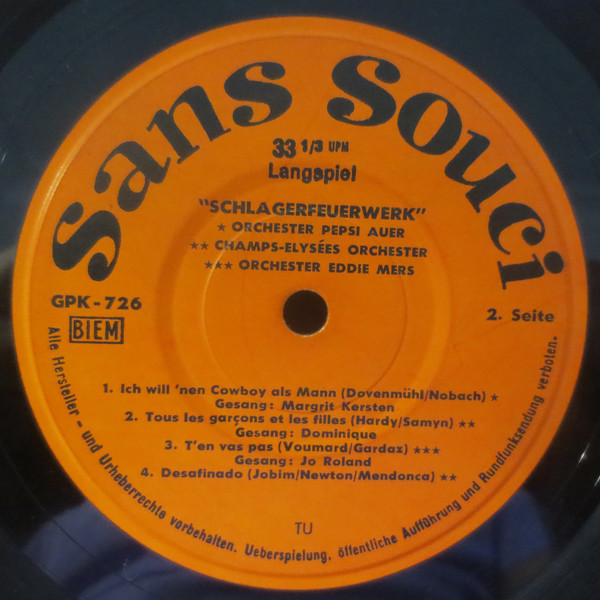 Sans Souci
33 1/3 UPM
Langspiel
"SCHLAGERFEUERWERK"
★ ORCHESTER PEPSI AUER
★★ CHAMPS-ELYSÉES ORCHESTER
★★★ ORCHESTER EDDIE MERS
GPK-726
BIEM
2. Seite
1. Ich will 'nen Cowboy als Mann (Dovenmühl/Nobach) ★
Gesang: Margrit Kersten
2. Tous les garçons et les filles (Hardy/Samyn) ★★
Gesang: Dominique
3. T'en vas pas (Voumard/Gardaz) ★★★
Gesang: Jo Roland
4. Desafinado (Jobim/Newton/Mendonca) ★★
TU
Alle Hersteller - und Urheberrechte vorbehalten. Ueberspielung, öffentliche Aufführung und Rundfunksendung verboten.